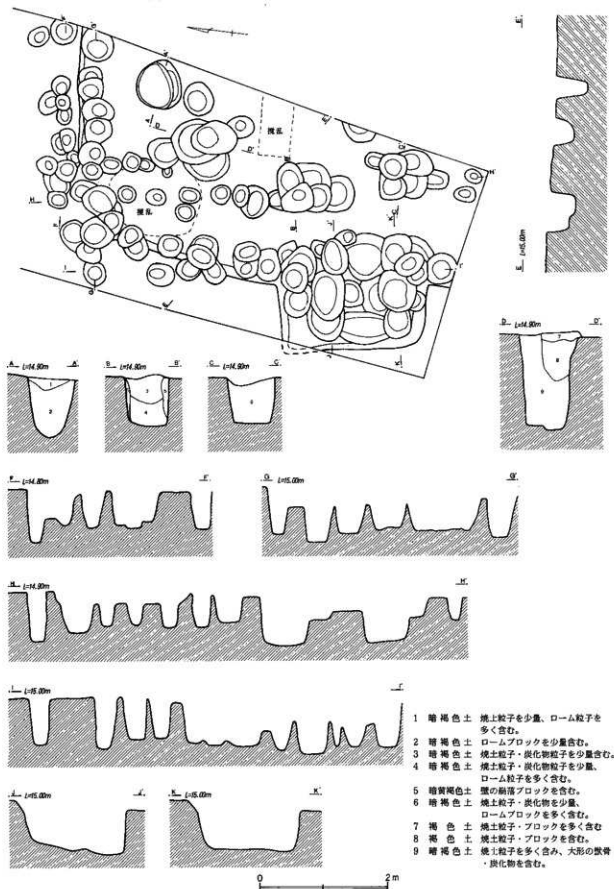 攪乱
攪乱
E'
L=15.00m
E
A L=14.90m A'
B L=14.90m B'
C L=14.90m C'
D L=14.90m D'
F L=14.80m F'
G L=15.00m G'
H L=14.90m H'
I L=15.00m I'
J L=15.00m J'
K L=15.00m K'
1 暗褐色土 焼土粒子を少量、ローム粒子を
多く含む。
2 暗褐色土 ロームブロックを少量含む。
3 暗褐色土 焼土粒子・炭化物粒子を少量含む。
4 暗褐色土 焼土粒子・炭化物粒子を少量、
ローム粒子を多く含む。
5 暗黄褐色土 壁の崩落ブロックを含む。
6 暗褐色土 焼土粒子・炭化物を少量、
ロームブロックを多く含む。
7 褐色土 焼土粒子・ブロックを多く含む
8 褐色土 焼土粒子・ブロックを含む。
9 暗褐色土 焼土粒子を多く含み、大形の獣骨
・炭化物を含む。
0 2m